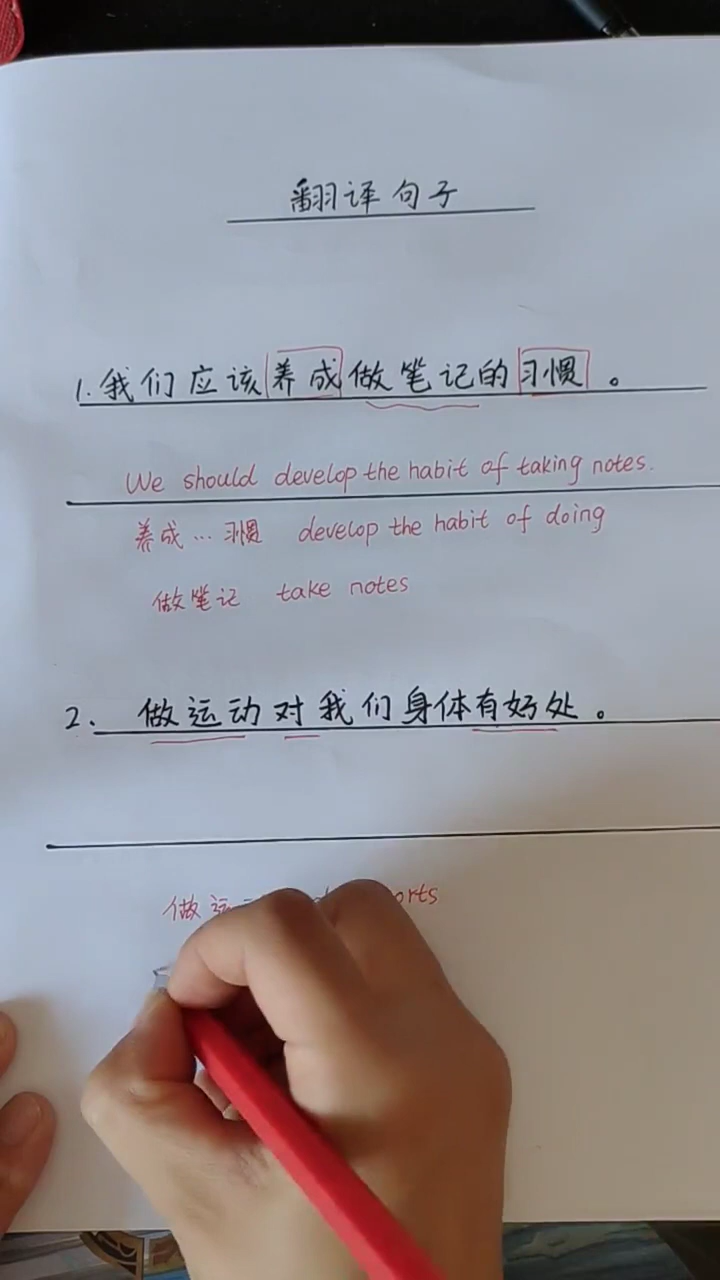 翻译句子
1.我们应该养成做笔记的习惯。
We should develop the habit of taking notes.
养成…习惯 develop the habit of doing
做笔记 take notes
2、做运动对我们身体有好处。
做运